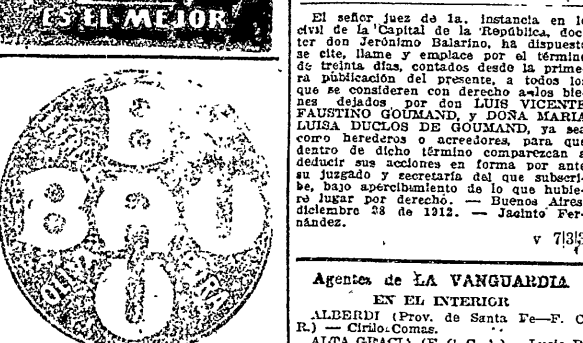 ES EL MEJOR
B
BAU
I
El señor juez de 1a. instancia en lo
civil de la Capital de la República, doc
ter don Jerónimo Balarino, ha dispuesto
se cite, llame y emplace por el término
de treinta días, contados desde la prime-
ra publicación del presente, a todos los
que se consideren con derecho a los bie-
nes dejados por don LUIS VICENTE
FAUSTINO GOUMAND, y DOÑA MARIA
LUISA DUCLOS DE GOUMAND, ya sea
como herederos o acreedores, para que
dentro de dicho término comparezcan a
deducir sus acciones en forma por ante
su juzgado y secretaría del que subscri-
be, bajo apercibimiento de lo que hubie-
re lugar por derecho. — Buenos Aires,
diciembre 28 de 1912. — Jacinto Fer-
nández.
v 7|3|
Agentes de LA VANGUARDIA
EN EL INTERIOR
ALBERDI (Prov. de Santa Fe—F. C
R.) — Cirilo Comas.
ALTA GRACIA